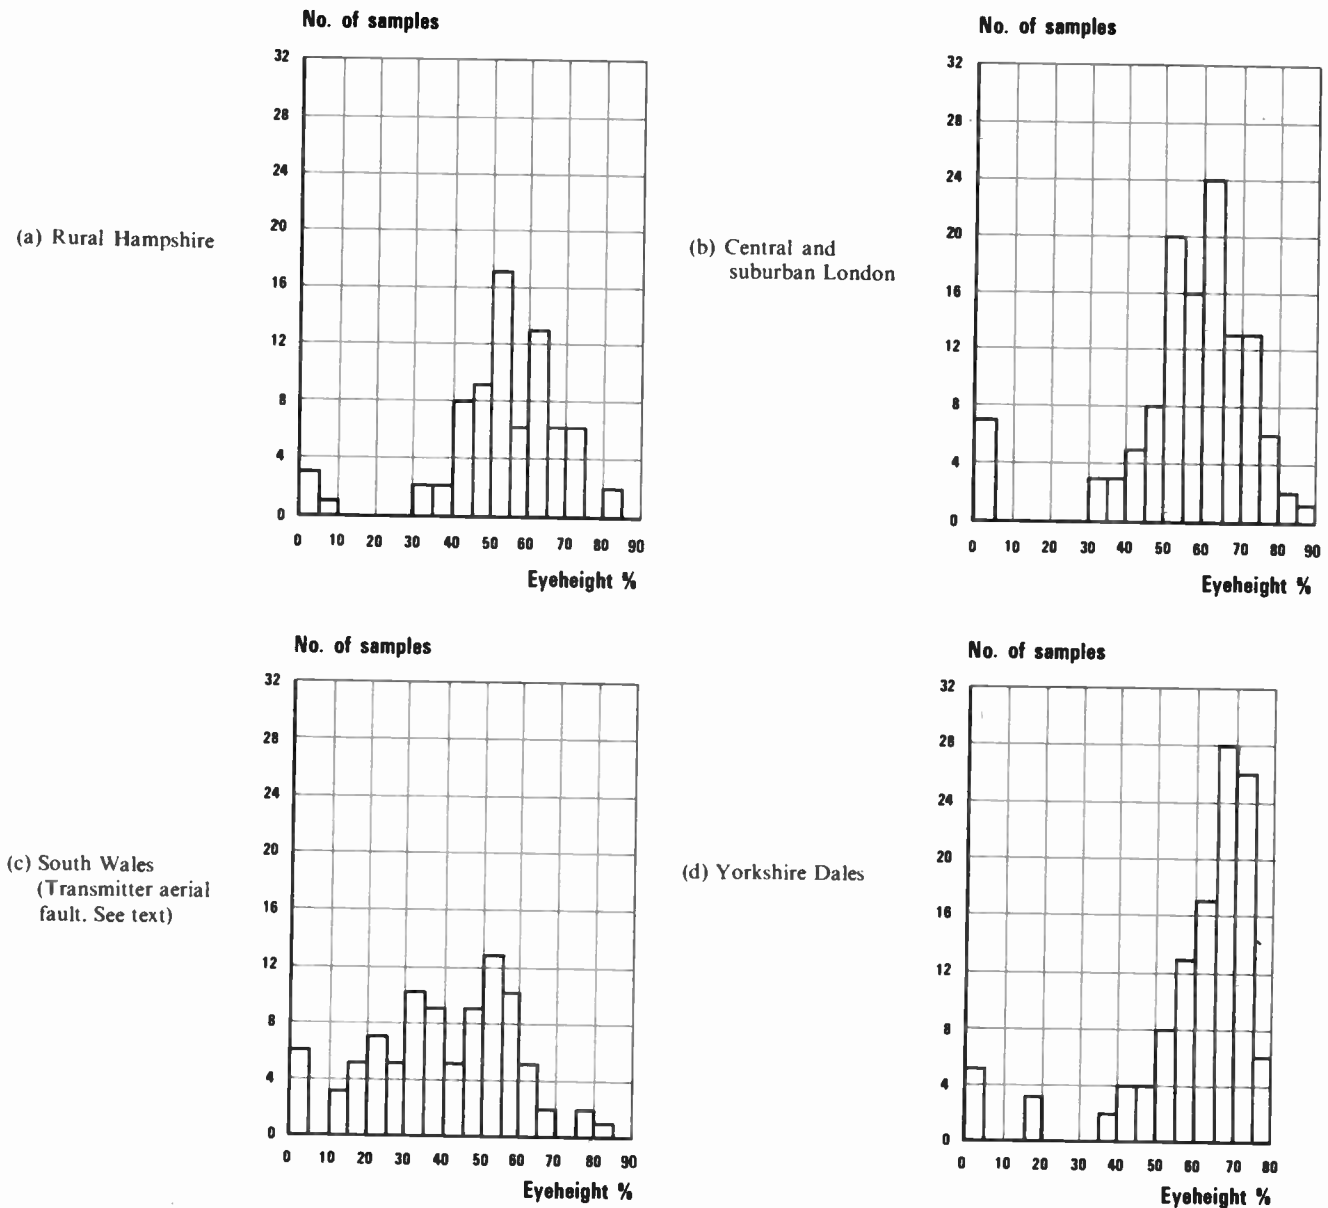 No. of samples
32
28
24
20
16
12
8
4
0
0 10 20 30 40 50 60 70 80 90
Eyeheight %
(a) Rural Hampshire
No. of samples
32
28
24
20
16
12
8
4
0
0 10 20 30 40 50 60 70 80 90
Eyeheight %
(b) Central and
suburban London
No. of samples
32
28
24
20
16
12
8
4
0
0 10 20 30 40 50 60 70 80 90
Eyeheight %
(c) South Wales
(Transmitter aerial
fault. See text)
No. of samples
32
28
24
20
16
12
8
4
0
0 10 20 30 40 50 60 70 80
Eyeheight %
(d) Yorkshire Dales